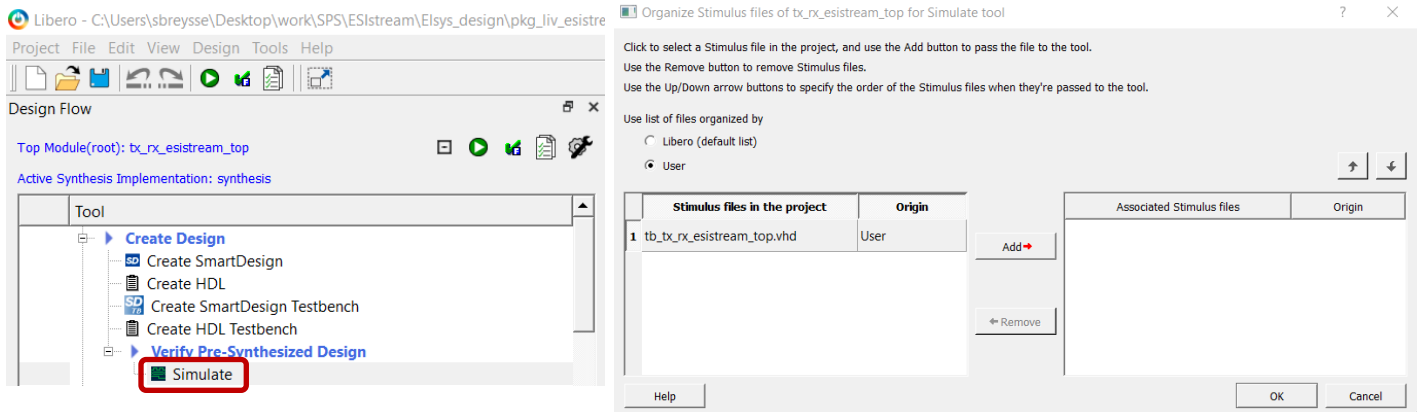 Libero - C:\Users\sbreysse\Desktop\work\SPS\ESIstream\Elsys_design\pkg_liv_esistre
Project File Edit View Design Tools Help
Design Flow
Top Module(root): tx_rx_esistream_top
Active Synthesis Implementation: synthesis
Tool
Create Design
SD Create SmartDesign
Create HDL
SD Tb Create SmartDesign Testbench
Create HDL Testbench
Verify Pre-Synthesized Design
Simulate
Organize Stimulus files of tx_rx_esistream_top for Simulate tool
Click to select a Stimulus file in the project, and use the Add button to pass the file to the tool.
Use the Remove button to remove Stimulus files.
Use the Up/Down arrow buttons to specify the order of the Stimulus files when they're passed to the tool.
Use list of files organized by
Libero (default list)
User
Stimulus files in the project Origin
1 tb_tx_rx_esistream_top.vhd User
Add
Remove
Associated Stimulus files Origin
Help
OK Cancel